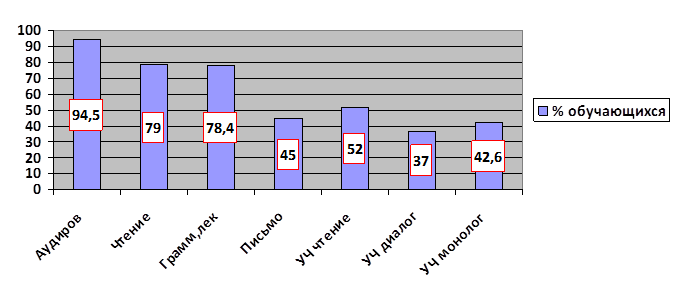 100
90
80
70
60
50
40
30
20
10
0
94,5
79
78,4
45
52
37
42,6
Аудиров
Чтение
Грамм,лек
Письмо
УЧ чтение
УЧ диалог
УЧ монолог
% обучающихся